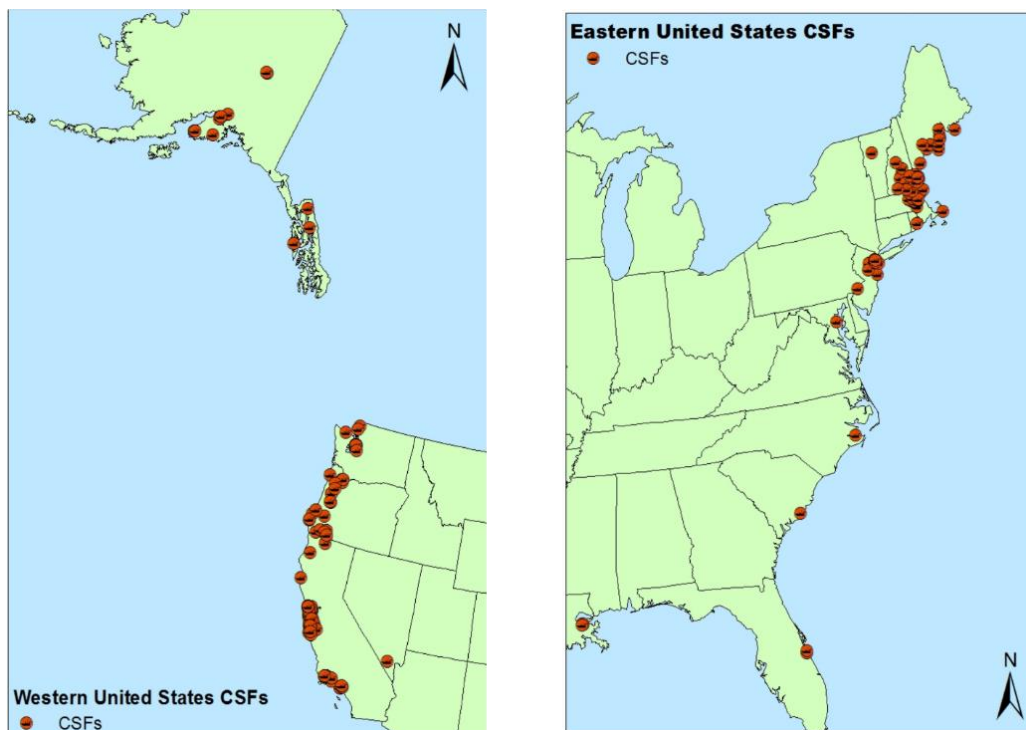 N
Western United States CSFs
CSFs
Eastern United States CSFs
CSFs
N